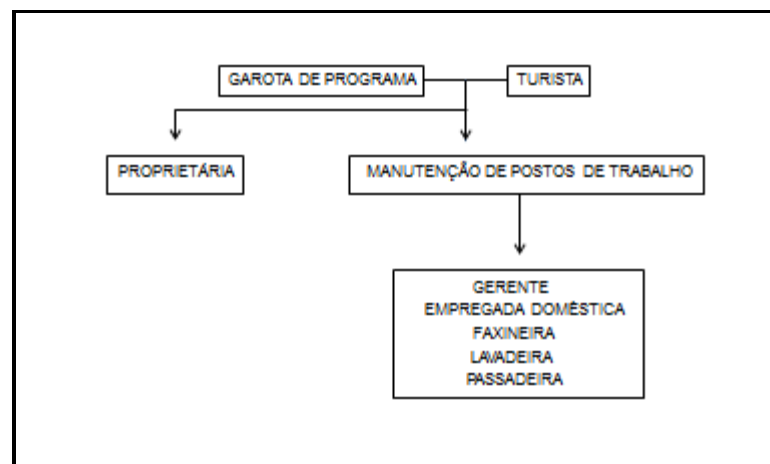 GAROTA DE PROGRAMA
TURISTA
PROPRIETÁRIA
MANUTENÇÃO DE POSTOS DE TRABALHO
GERENTE
EMPREGADA DOMÉSTICA
FAXINEIRA
LAVADEIRA
PASSADEIRA